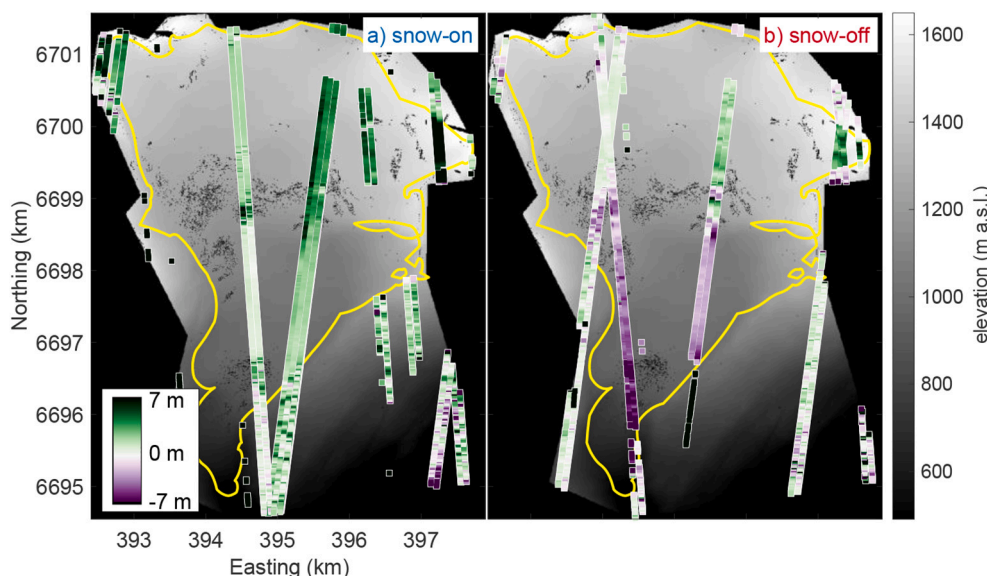 a) snow-on
b) snow-off
6701
6700
6699
6698
6697
6696
6695
Northing (km)
7 m
0 m
-7 m
393 394 395 396 397
Easting (km)
1600
1400
1200
1000
800
600
elevation (m a.s.l.)